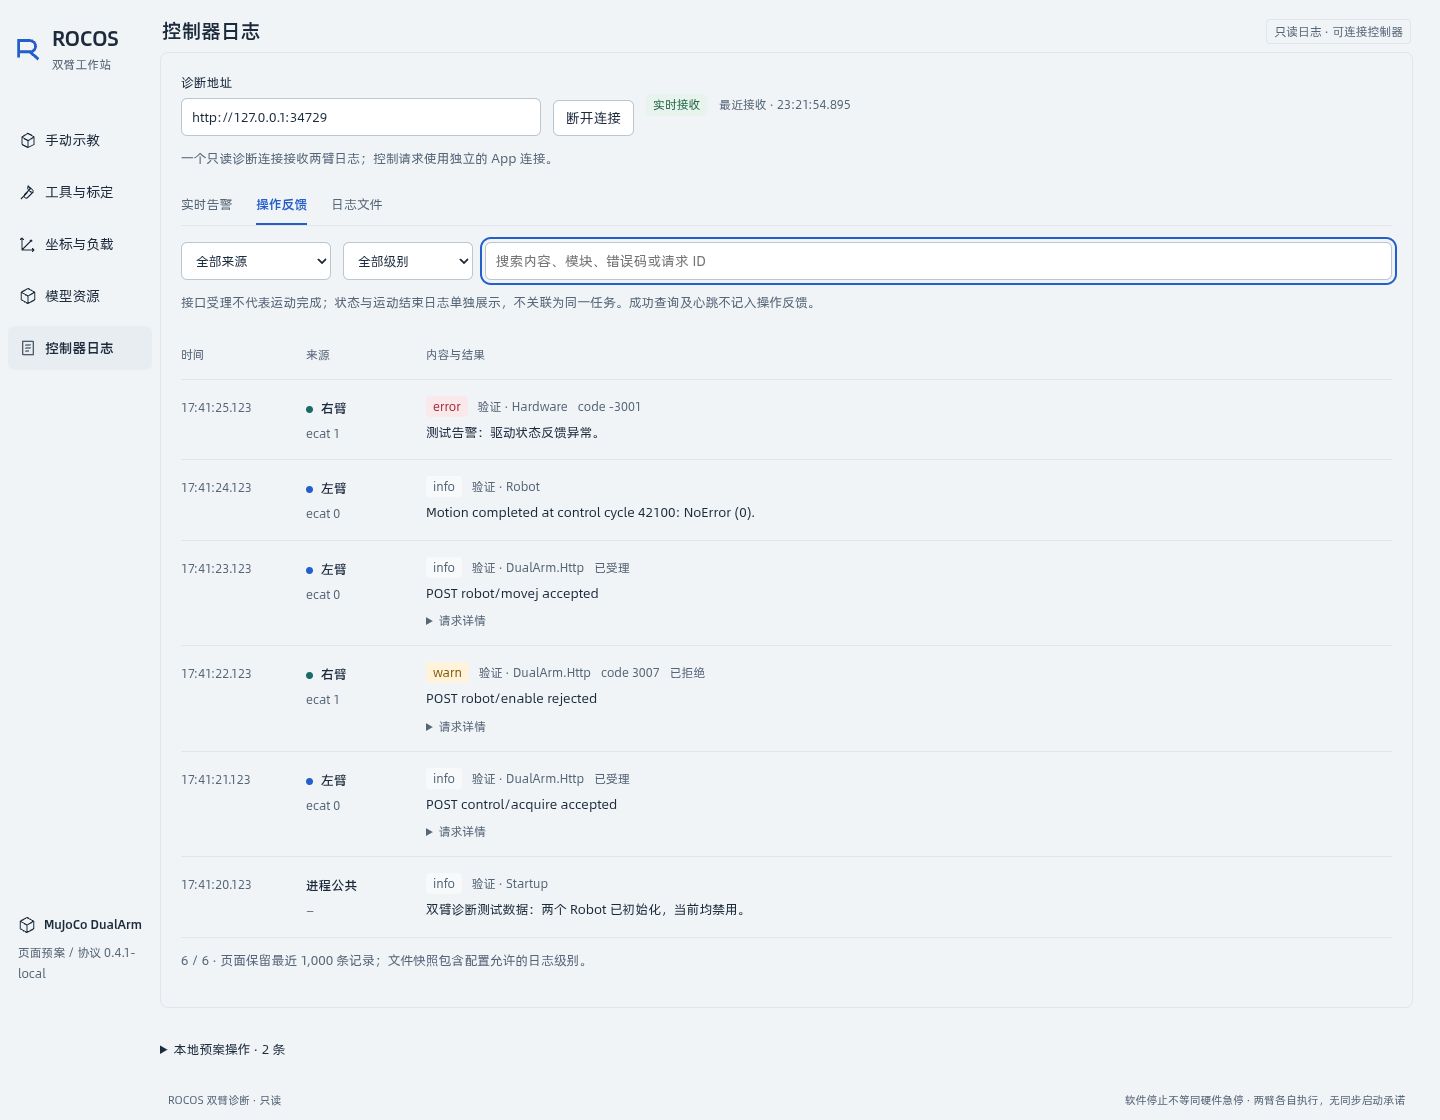 ROCOS
双臂工作站
手动示教
工具与标定
坐标与负载
模型资源
控制器日志
MuJoCo DualArm
页面预案 / 协议 0.4.1-
local
控制器日志
只读日志 · 可连接控制器
诊断地址
http://127.0.0.1:34729
断开连接
实时接收
最近接收 · 23:21:54.895
一个只读诊断连接接收两臂日志；控制请求使用独立的 App 连接。
实时告警 操作反馈 日志文件
全部来源 全部级别 搜索内容、模块、错误码或请求 ID
接口受理不代表运动完成；状态与运动结束日志单独展示，不关联为同一任务。成功查询及心跳不记入操作反馈。
时间 来源 内容与结果
17:41:25.123 右臂 error 验证 · Hardware code -3001
ecat 1 测试告警：驱动状态反馈异常。
17:41:24.123 左臂 info 验证 · Robot
ecat 0 Motion completed at control cycle 42100: NoError (0).
17:41:23.123 左臂 info 验证 · DualArm.Http 已受理
ecat 0 POST robot/movej accepted
▶ 请求详情
17:41:22.123 右臂 warn 验证 · DualArm.Http code 3007 已拒绝
ecat 1 POST robot/enable rejected
▶ 请求详情
17:41:21.123 左臂 info 验证 · DualArm.Http 已受理
ecat 0 POST control/acquire accepted
▶ 请求详情
17:41:20.123 进程公共 info 验证 · Startup
– 双臂诊断测试数据：两个 Robot 已初始化，当前均禁用。
6 / 6 · 页面保留最近 1,000 条记录；文件快照包含配置允许的日志级别。
▶ 本地预案操作 · 2 条
ROCOS 双臂诊断 · 只读
软件停止不等同硬件急停 · 两臂各自执行，无同步启动承诺